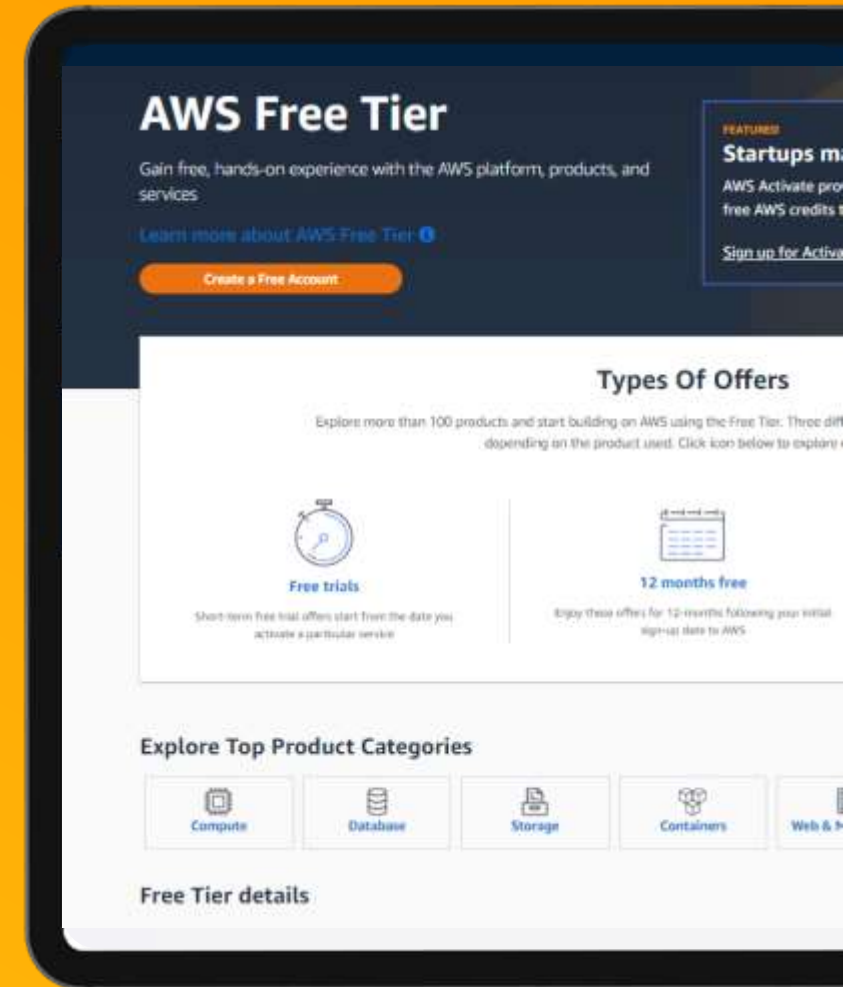 AWS Free Tier
Gain free, hands-on experience with the AWS platform, products, and
services
Learn more about AWS Free Tier
Create a Free Account
FEATURED
Startups ma
AWS Activate prov
free AWS credits t
Sign up for Activa
Types Of Offers
Explore more than 100 products and start building on AWS using the Free Tier. Three diff
depending on the product used. Click icon below to explore
Free trials
Short-term free trial offers start from the date you
activate a particular service
12 months free
Enjoy these offers for 12-months following your initial
sign-up date to AWS
Explore Top Product Categories
Compute
Database
Storage
Containers
Web & M
Free Tier details